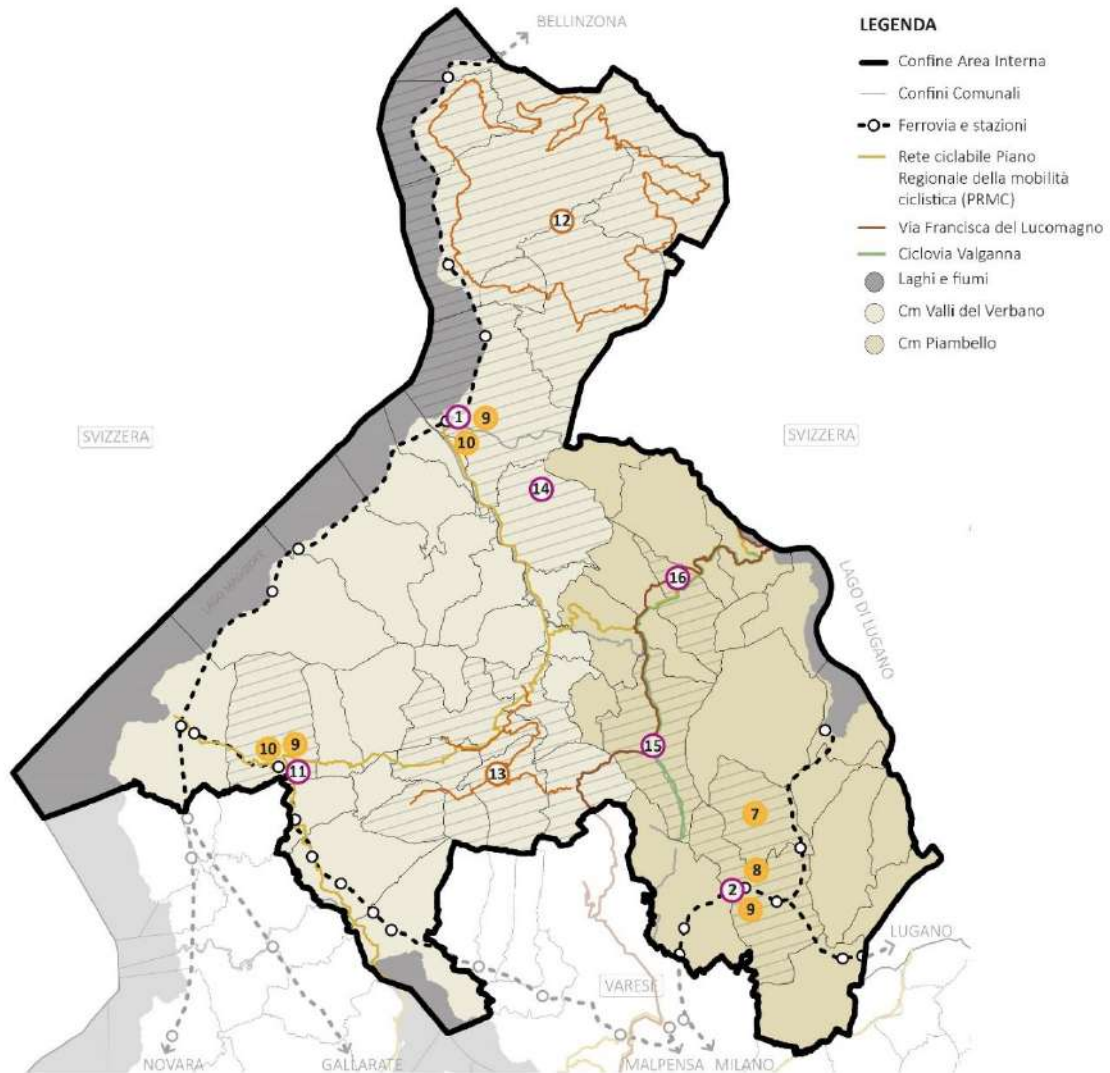 BELLINZONA
LEGENDA
Confine Area Interna
Confini Comunali
Ferrovia e stazioni
Rete ciclabile Piano
Regionale della mobilità
ciclistica (PRMC)
Via Francisca del Lucomagno
Ciclovia Valganna
Laghi e fiumi
Cm Valli del Verbano
Cm Piambello
12
SVIZZERA
SVIZZERA
1
9
10
14
16
LAGO MAGGIORE
LAGO DI LUGANO
15
10
9
11
13
7
8
2
9
LUGANO
VARESE
NOVARA
GALLARATE
MALPENSA
MILANO